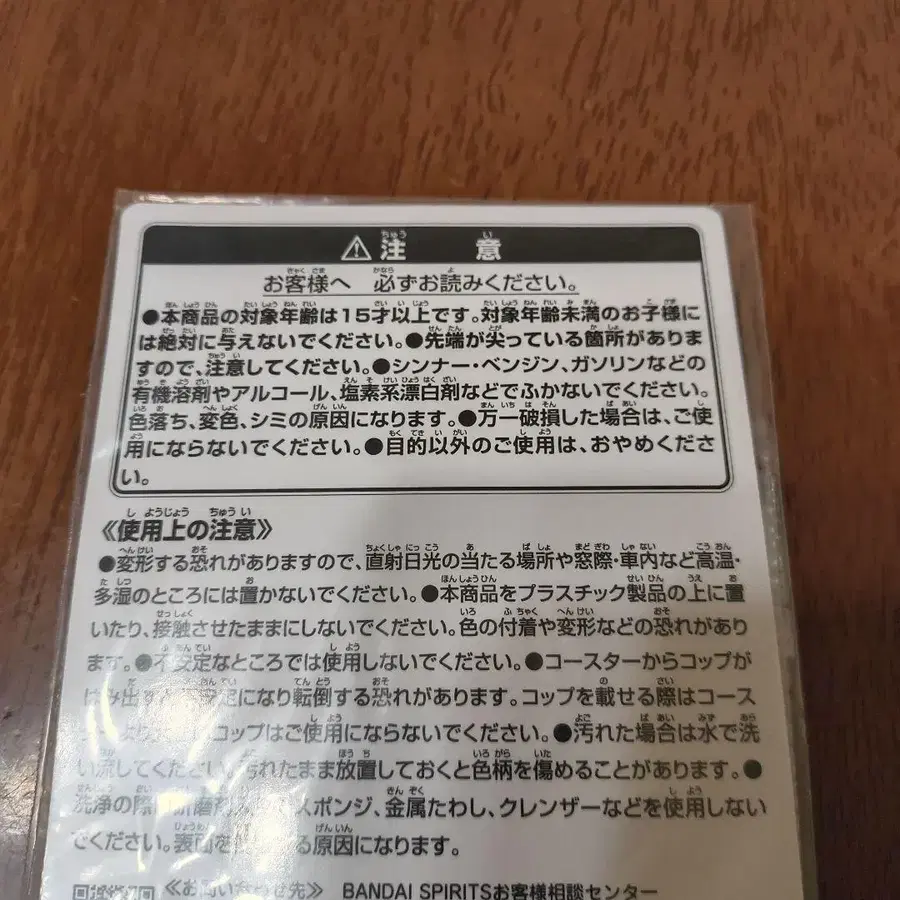 ⚠注意
お客様へ 必ずお読みください。
●本商品の対象年齢は15才以上です。対象年齢未満のお子様に
は絶対に与えないでください。●先端が尖っている箇所がありま
すので、注意してください。●シンナー・ベンジン、ガソリンなどの
有機溶剤やアルコール、塩素系漂白剤などでふかないでください。
色落ち、変色、シミの原因になります。●万一破損した場合は、ご使
用にならないでください。●目的以外のご使用は、おやめくださ
い。
《使用上の注意》
●変形する恐れがありますので、直射日光の当たる場所や窓際・車内など高温・
多湿のところには置かないでください。●本商品をプラスチック製品の上に置
いたり、接触させたままにしないでください。色の付着や変形などの恐れがあり
ます。●不安定なところでは使用しないでください。●コースターからコップが
はみ出す 定になり転倒する恐れがあります。コップを載せる際はコース
より コップはご使用にならないでください。●汚れた場合は水で洗
い流してください。汚れたまま放置しておくと色柄を傷めることがあります。●
洗浄の際 研磨剤 スポンジ、金属たわし、クレンザーなどを使用しない
でください。表面を る原因になります。
《お問い合わせ先》 BANDAI SPIRITSお客様相談センター